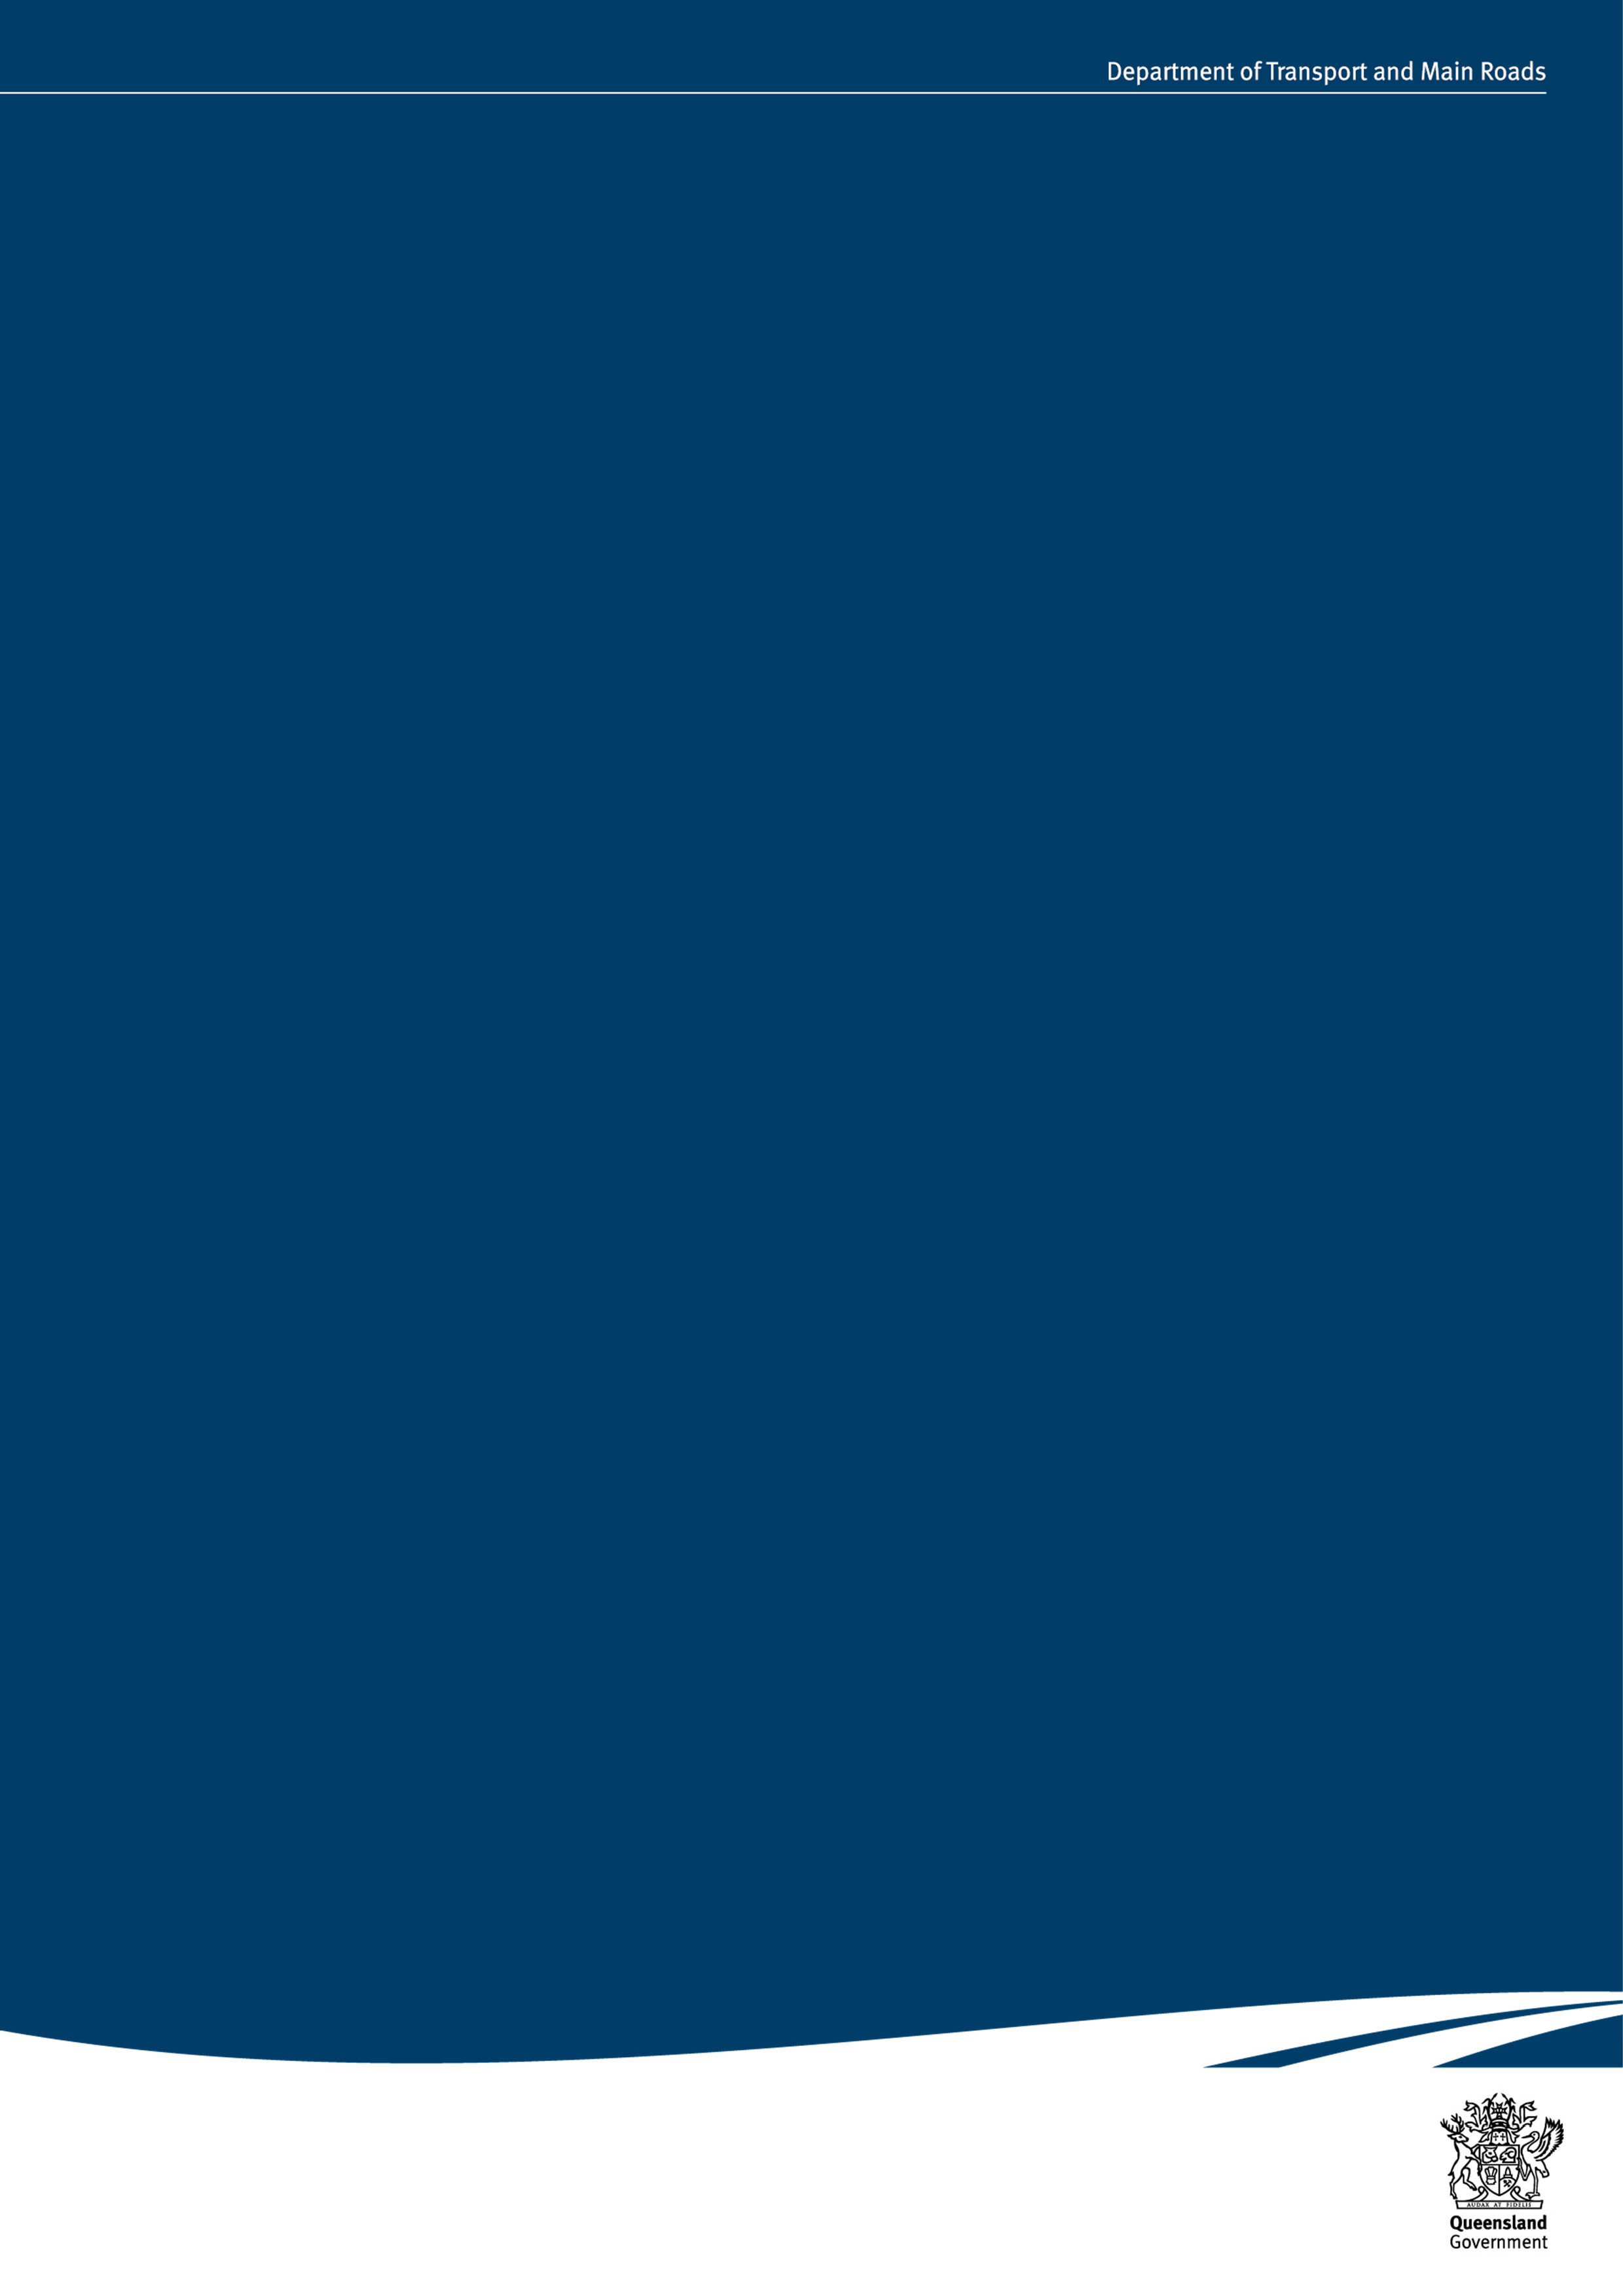 Department of Transport and Main Roads
AUDAX AT FIDELIS
Queensland
Government